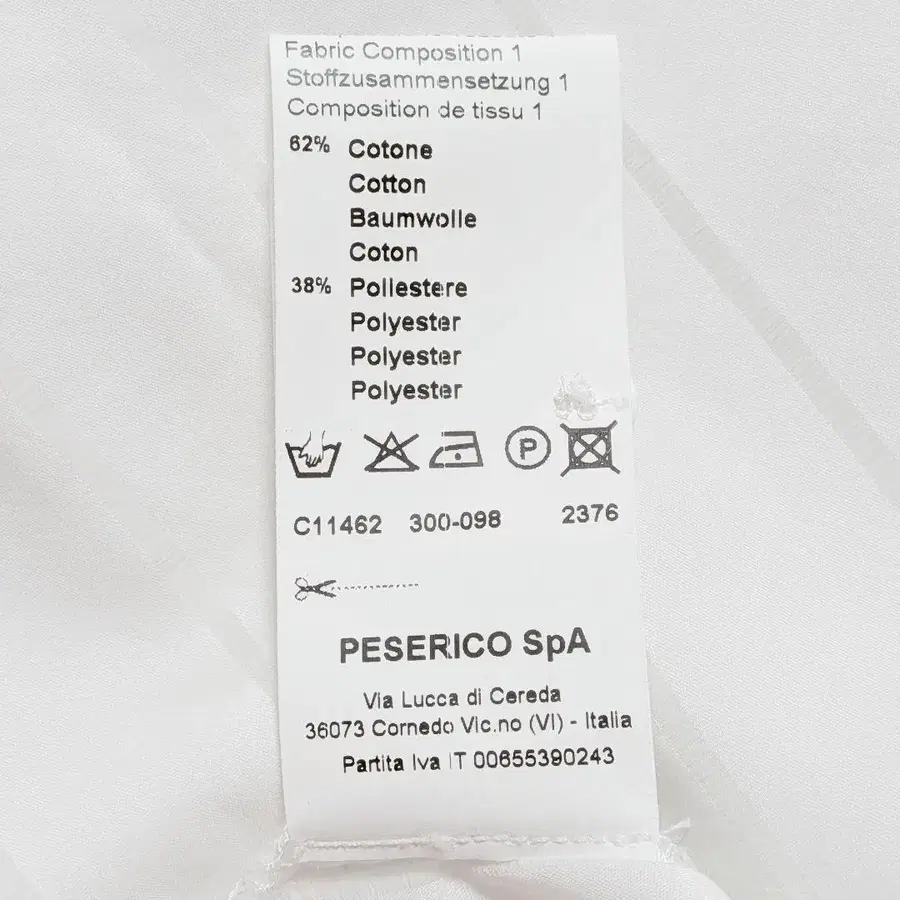 Fabric Composition 1
Stoffzusammensetzung 1
Composition de tissu 1
62% Cotone
Cotton
Baumwolle
Coton
38% Poliestere
Polyester
Polyester
Polyester
P
C11462 300-098 2376
PESERICO SpA
Via Lucca di Cereda
36073 Cornedo Vic.no (VI) - Italia
Partita Iva IT 00655390243